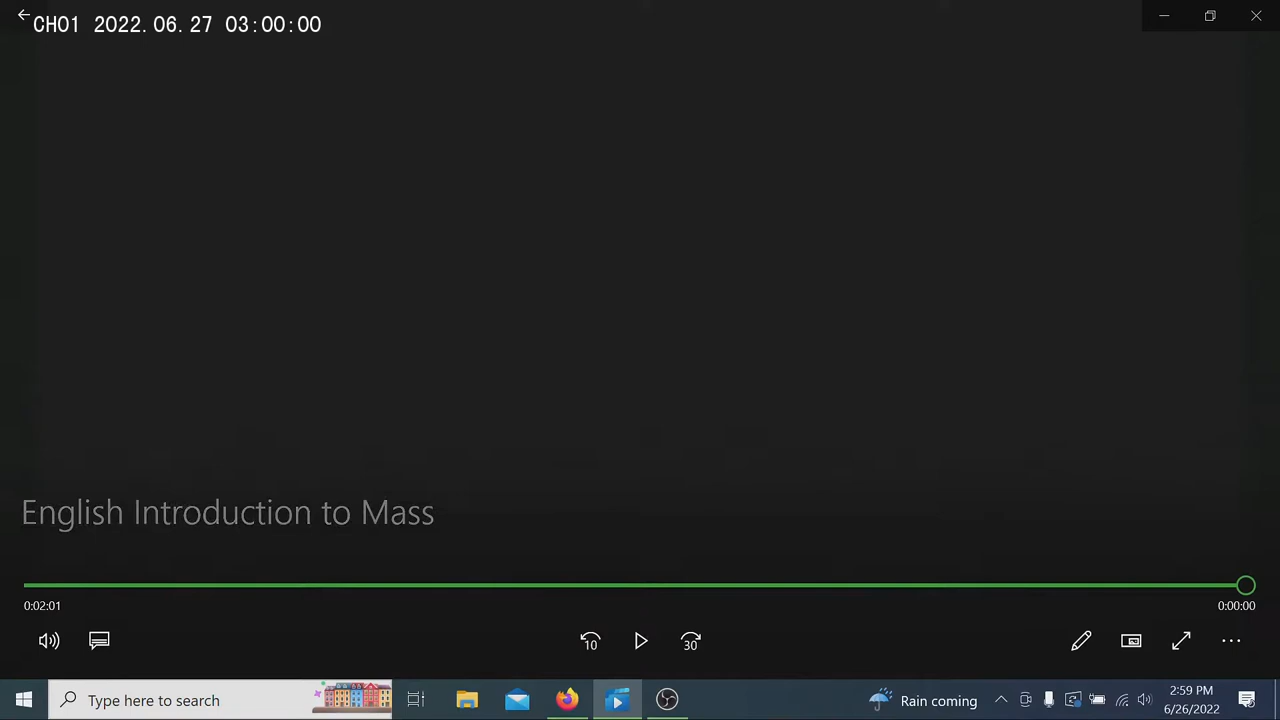 CH01 2022.06.27 03:00:00
English Introduction to Mass
0:02:01
0:00:00
10
30
Type here to search
Rain coming
2:59 PM
6/26/2022